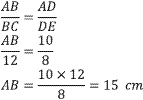 AB/BC = AD/DE
AB/12 = 10/8
AB = 10 × 12/8 = 15 cm